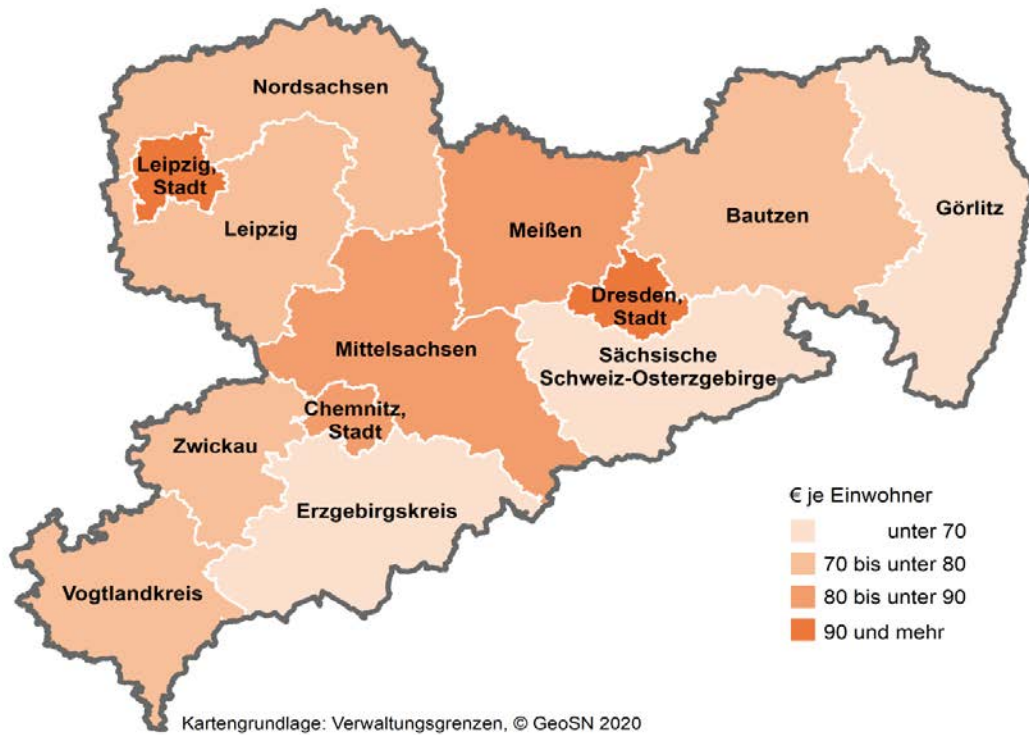 Nordsachsen
Leipzig,
Stadt
Leipzig
Meißen
Bautzen
Görlitz
Dresden,
Stadt
Mittelsachsen
Sächsische
Schweiz-Osterzgebirge
Chemnitz,
Stadt
Zwickau
Erzgebirgskreis
Vogtlandkreis
€ je Einwohner
unter 70
70 bis unter 80
80 bis unter 90
90 und mehr
Kartengrundlage: Verwaltungsgrenzen, © GeoSN 2020